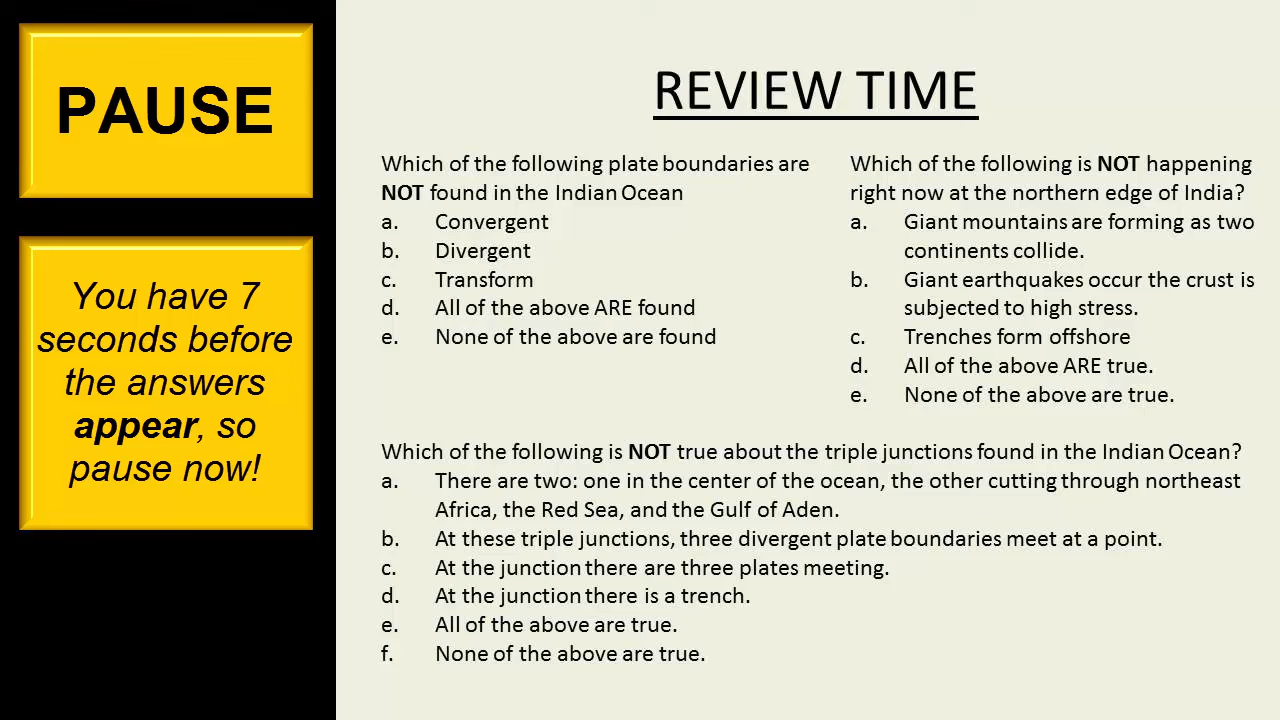 PAUSE
You have 7
seconds before
the answers
appear, so
pause now!
REVIEW TIME
Which of the following plate boundaries are
NOT found in the Indian Ocean
a. Convergent
b. Divergent
c. Transform
d. All of the above ARE found
e. None of the above are found
Which of the following is NOT happening
right now at the northern edge of India?
a. Giant mountains are forming as two
continents collide.
b. Giant earthquakes occur the crust is
subjected to high stress.
c. Trenches form offshore
d. All of the above ARE true.
e. None of the above are true.
Which of the following is NOT true about the triple junctions found in the Indian Ocean?
a. There are two: one in the center of the ocean, the other cutting through northeast
Africa, the Red Sea, and the Gulf of Aden.
b. At these triple junctions, three divergent plate boundaries meet at a point.
c. At the junction there are three plates meeting.
d. At the junction there is a trench.
e. All of the above are true.
f. None of the above are true.